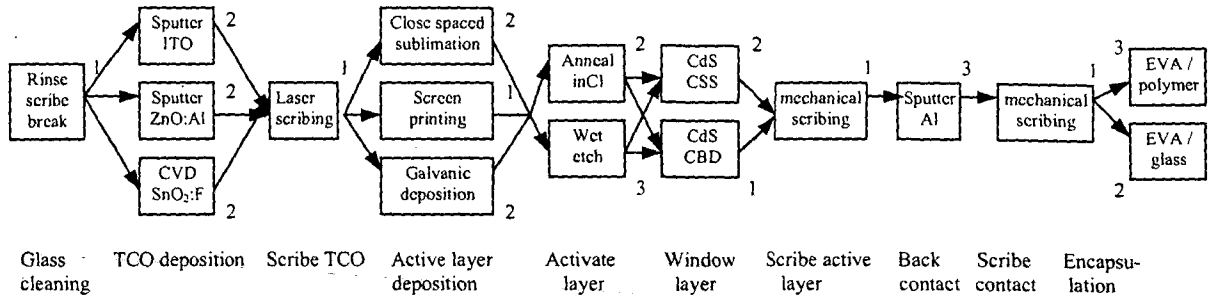 Rinse
scribe
break
1
Sputter
ITO
2
Sputter
ZnO:Al
2
CVD
SnO₂:F
2
Laser
scribing
1
Close spaced
sublimation
2
Screen
printing
1
Galvanic
deposition
2
Anneal
inCl
2
Wet
etch
3
CdS
CSS
2
CdS
CBD
1
mechanical
scribing
1
Sputter
Al
3
mechanical
scribing
1
EVA /
polymer
3
EVA /
glass
2
Glass
cleaning
TCO deposition
Scribe TCO
Active layer
deposition
Activate
layer
Window
layer
Scribe active
layer
Back
contact
Scribe
contact
Encapsu-
lation